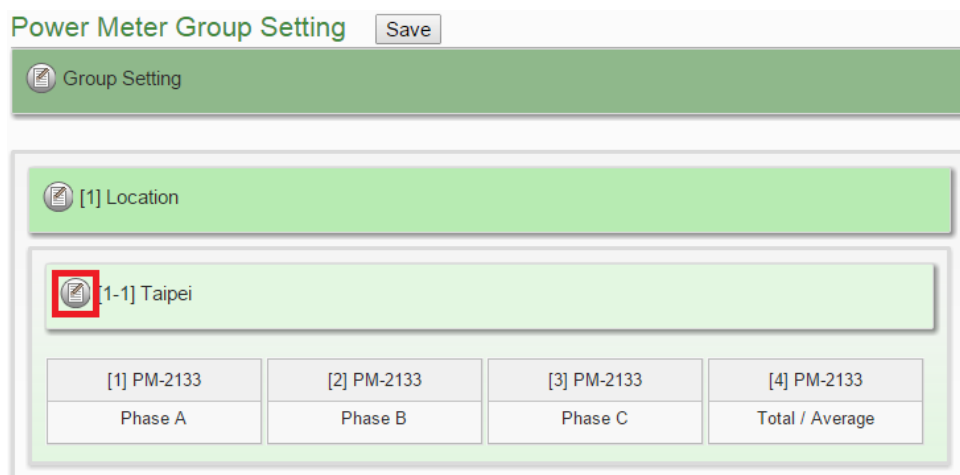 Power Meter Group Setting Save
Group Setting
[1] Location
[1-1] Taipei
[1] PM-2133 [2] PM-2133 [3] PM-2133 [4] PM-2133
Phase A Phase B Phase C Total / Average